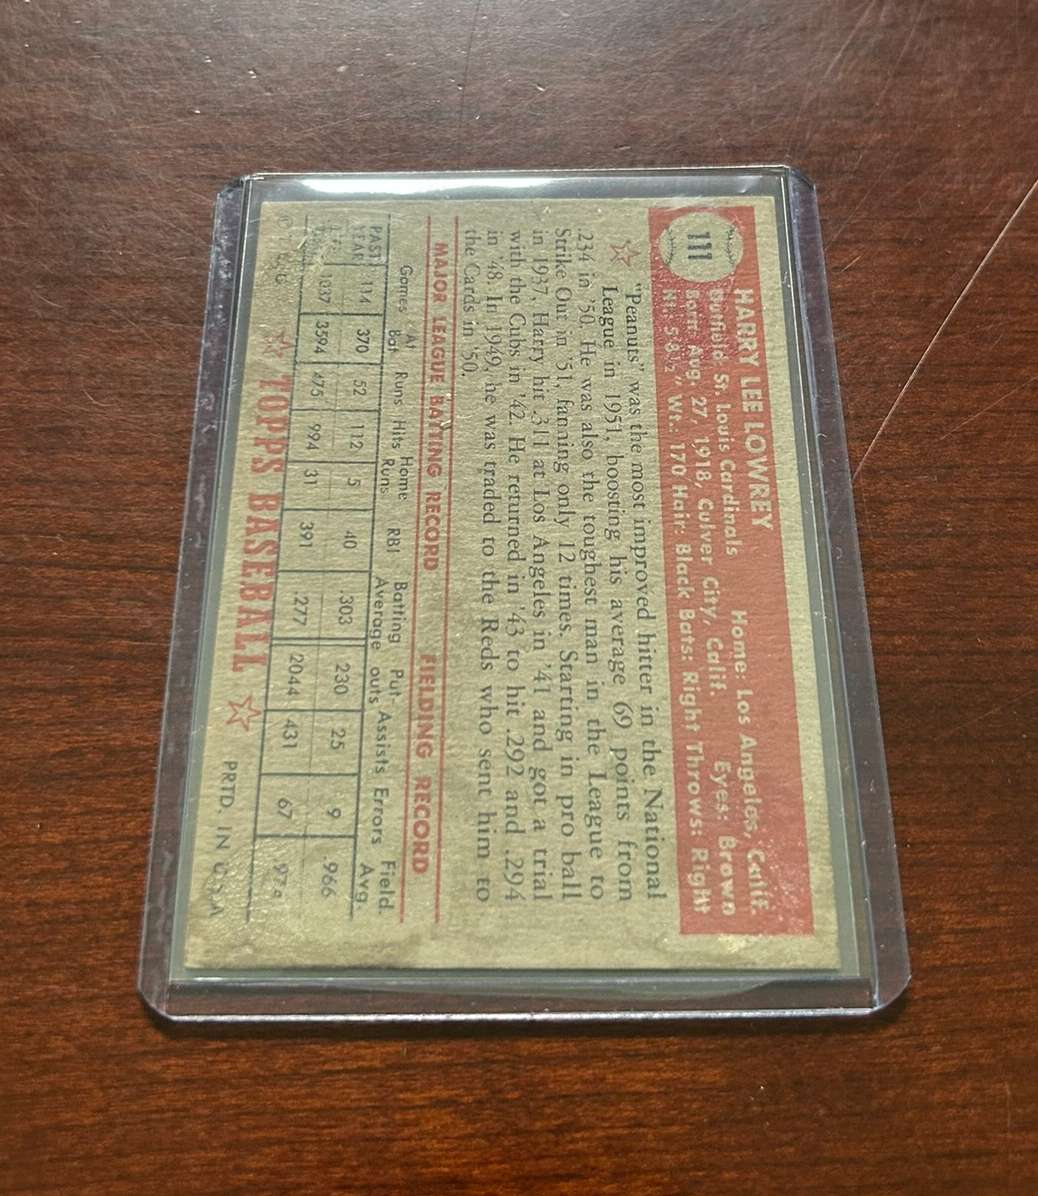 111
HARRY LEE LOWREY
Outfield St. Louis Cardinals Home: Los Angeles, Calif.
Born: Aug. 27, 1918, Culver City, Calif. Eyes: Brown
Ht.: 5-8½", Wt.: 170 Hair: Black Bats: Right Throws: Right
"Peanuts" was the most improved hitter in the National
League in 1951, boosting his average 69 points from
.234 in '50. He was also the toughest man in the League to
Strike Out in '51, fanning only 12 times. Starting in pro ball
in 1937, Harry hit .311 at Los Angeles in '41 and got a trial
with the Cubs in '42. He returned in '43 to hit .292 and .294
in '48. In 1949, he was traded to the Reds who sent him to
the Cards in '50.
MAJOR LEAGUE BATTING RECORD FIELDING RECORD
Games At Bat Runs Hits Home Runs RBI Batting Average Put-outs Assists Errors Field. Avg.
PAST YEAR 114 370 52 112 5 40 .303 230 25 9 .966
LIFE 1037 3594 475 994 31 391 .277 2044 431 67 .974
TOPPS BASEBALL
PRTD. IN U.S.A.